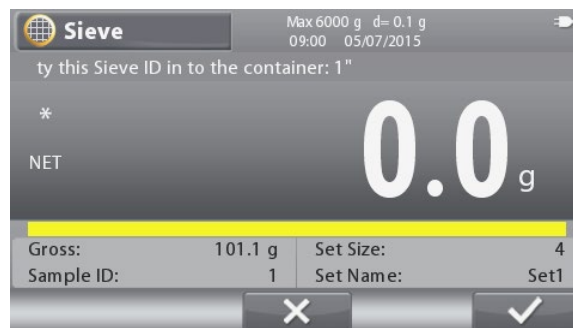 Sieve
Max 6000 g d= 0.1 g
09:00 05/07/2015
ty this Sieve ID in to the container: 1"
*
NET
0.0 g
Gross: 101.1 g Set Size: 4
Sample ID: 1 Set Name: Set1